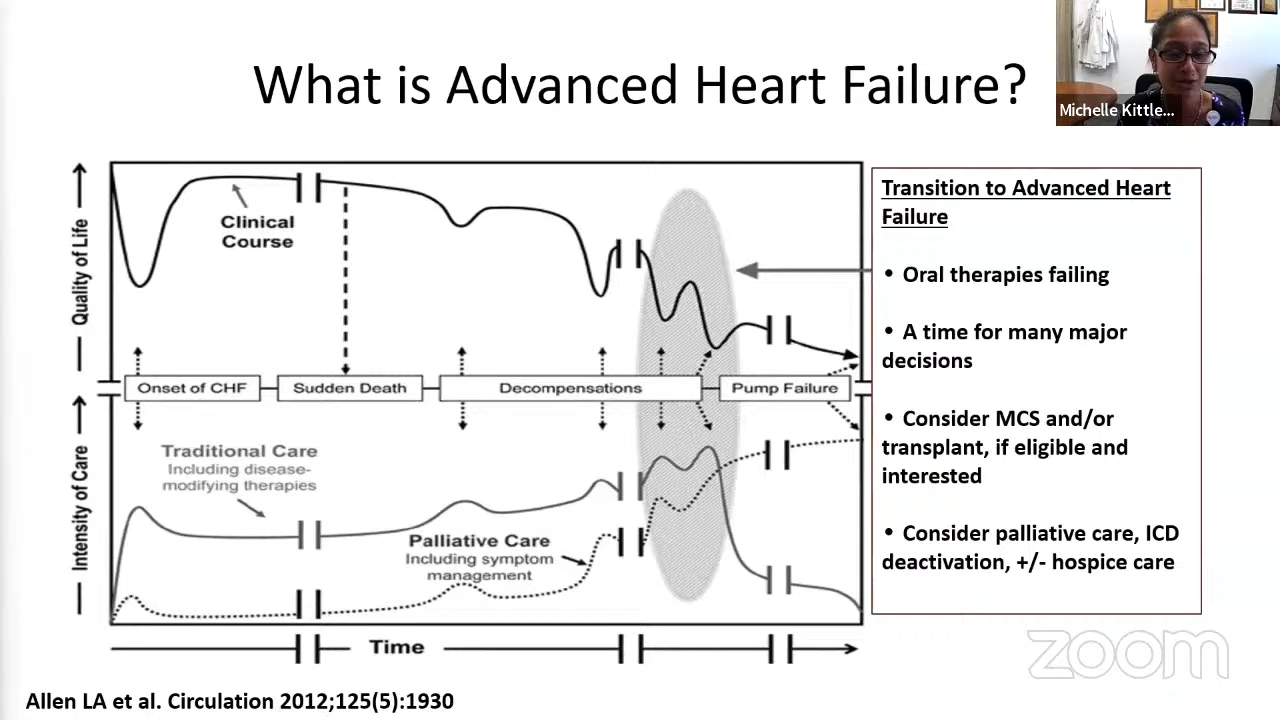 What is Advanced Heart Failure?
Michelle Kittle...
Quality of Life
Clinical
Course
Onset of CHF
Sudden Death
Decompensations
Pump Failure
Intensity of Care
Traditional Care
Including disease-
modifying therapies
Palliative Care
Including symptom
management
Time
Transition to Advanced Heart
Failure
• Oral therapies failing
• A time for many major
decisions
• Consider MCS and/or
transplant, if eligible and
interested
• Consider palliative care, ICD
deactivation, +/- hospice care
zoom
Allen LA et al. Circulation 2012;125(5):1930